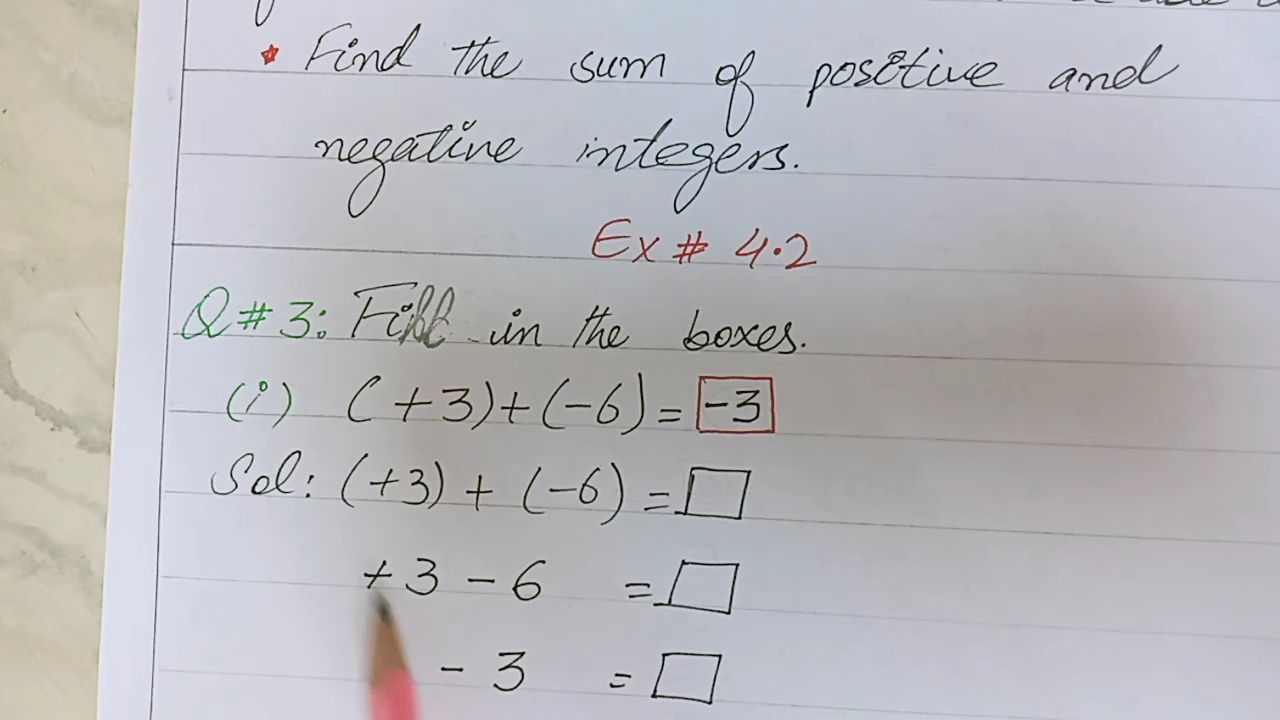 * Find the sum of positive and
negative integers.
Ex # 4.2
Q # 3: Fill in the boxes.
(i) (+3)+(-6)= -3
Sol: (+3) + (-6) = □
+3 - 6 = □
- 3 = □